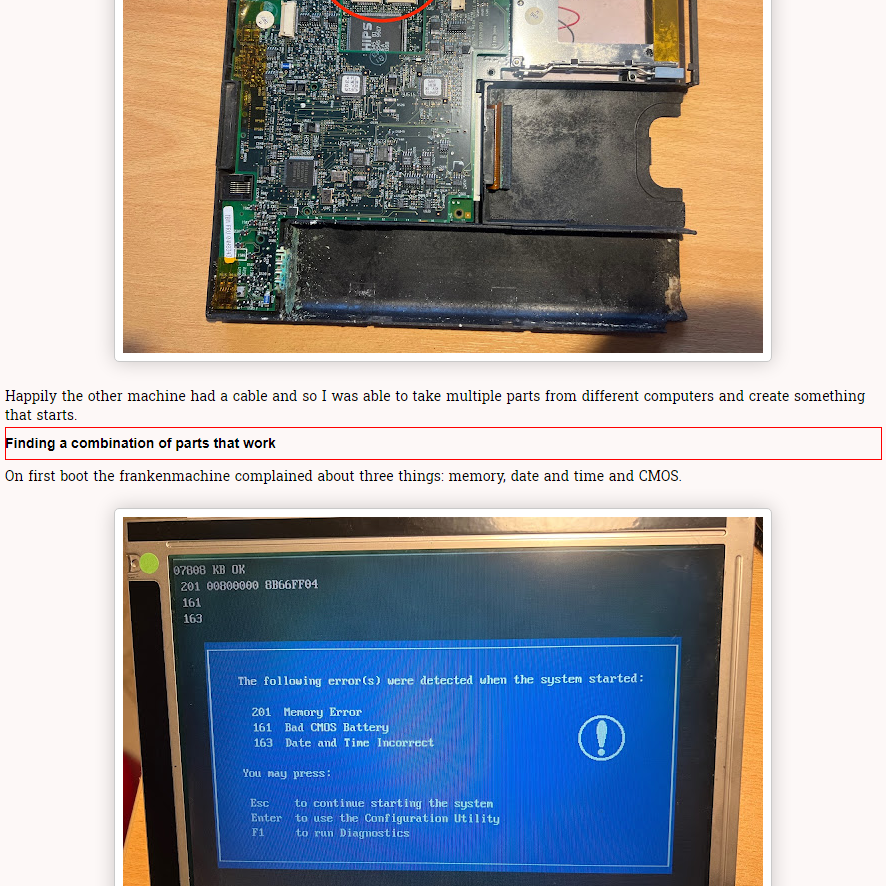 CHIPS
Happily the other machine had a cable and so I was able to take multiple parts from different computers and create something
that starts.
Finding a combination of parts that work
On first boot the frankenmachine complained about three things: memory, date and time and CMOS.
07808 KB OK
201 00800000 8B66FF04
161
163
The following error(s) were detected when the system started:
201 Memory Error
161 Bad CMOS Battery
163 Date and Time Incorrect
You may press:
Esc to continue starting the system
Enter to use the Configuration Utility
F1 to run Diagnostics